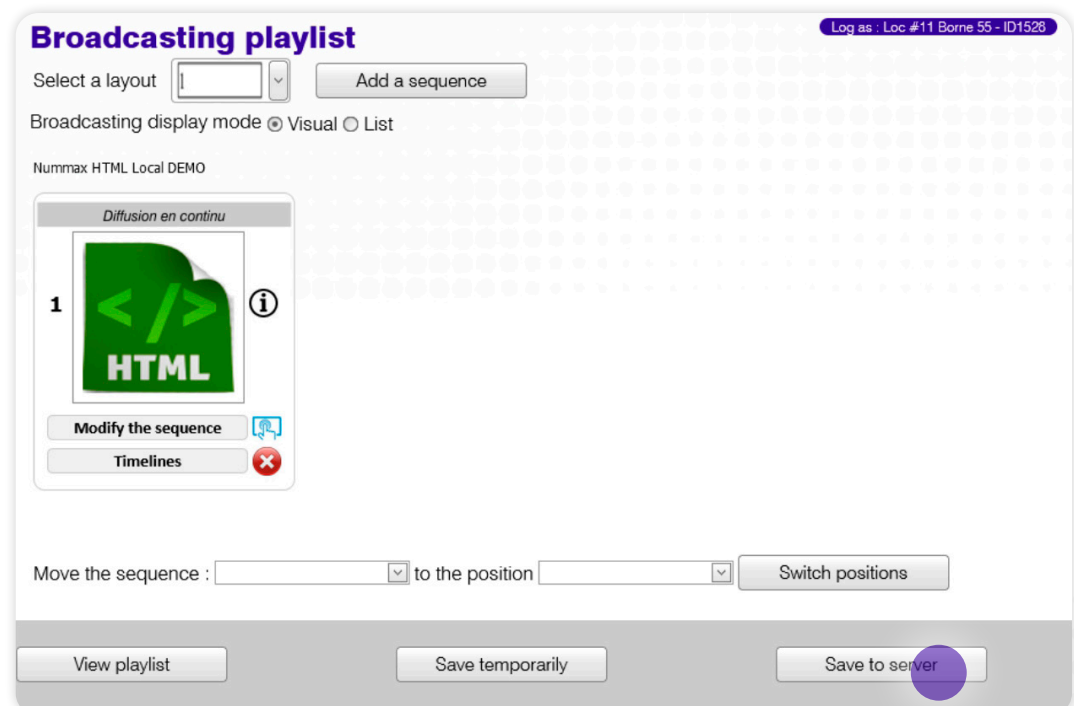 Broadcasting playlist
Log as : Loc #11 Borne 55 - ID1528
Select a layout 1 Add a sequence
Broadcasting display mode Visual List
Nummax HTML Local DEMO
Diffusion en continu
1 </> i
HTML
Modify the sequence
Timelines
Move the sequence : to the position Switch positions
View playlist Save temporarily Save to server